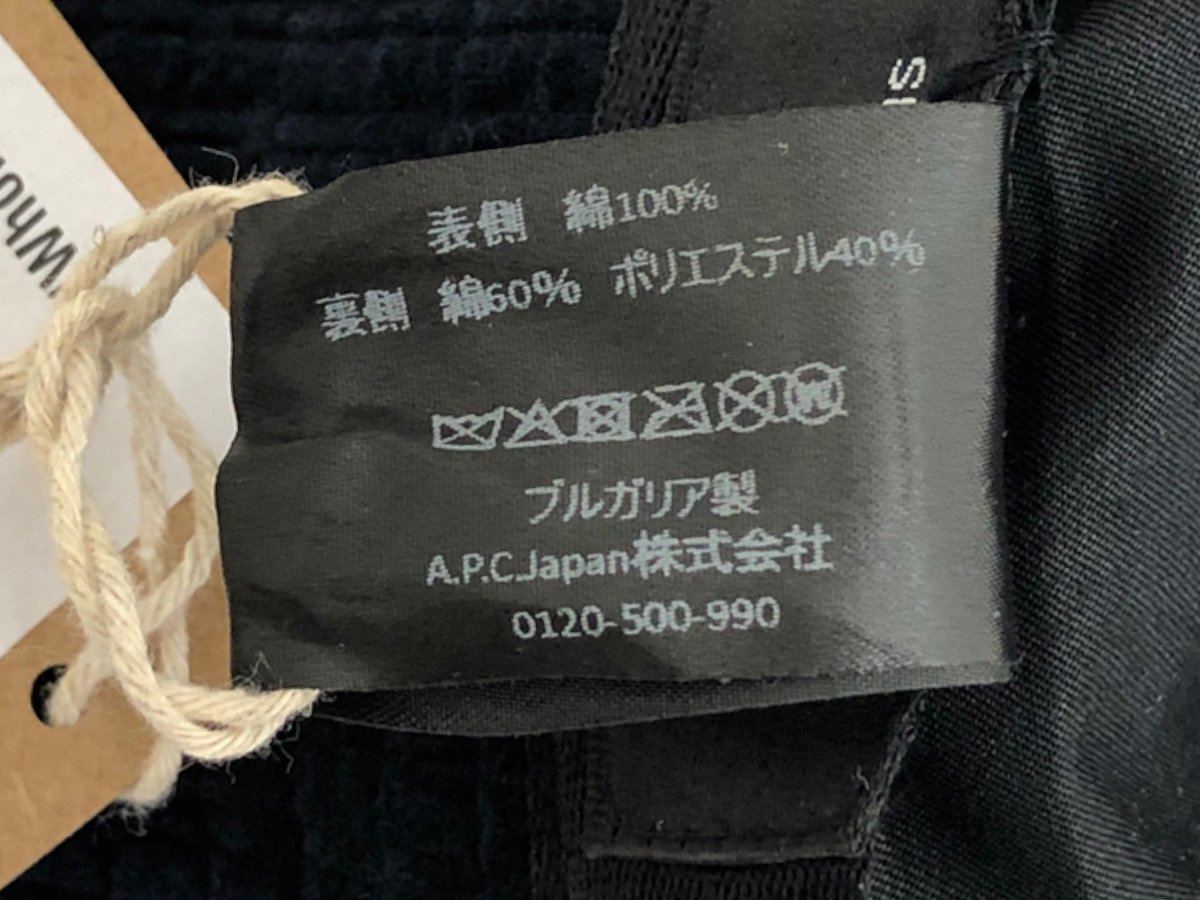 表側 綿100%
裏側 綿60% ポリエステル40%
W
ブルガリア製
A.P.C.Japan株式会社
0120-500-990